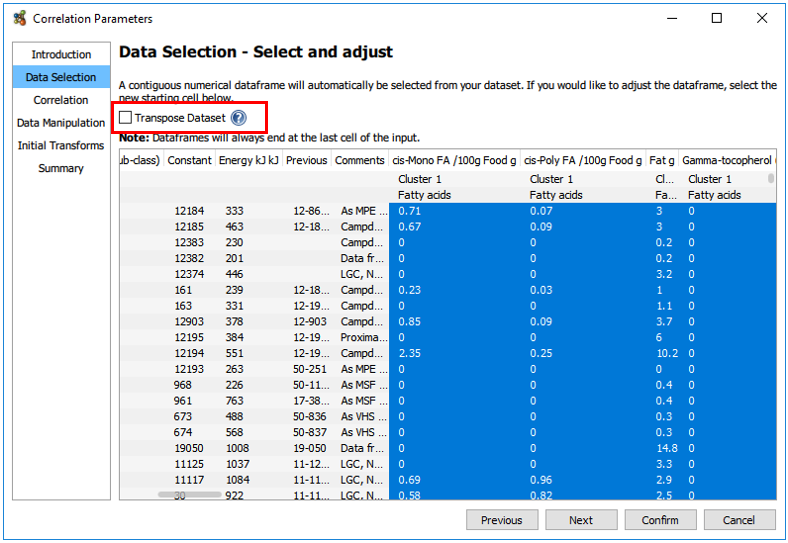 Correlation Parameters
Introduction
Data Selection
Correlation
Data Manipulation
Initial Transforms
Summary
Data Selection - Select and adjust
A contiguous numerical dataframe will automatically be selected from your dataset. If you would like to adjust the dataframe, select the
new starting cell below.
Transpose Dataset ?
Note: Dataframes will always end at the last cell of the input.
ub-class) Constant Energy kJ kJ Previous Comments cis-Mono FA /100g Food g cis-Poly FA /100g Food g Fat g Gamma-tocopherol
Cluster 1 Cluster 1 Cl... Cluster 1
Fatty acids Fatty acids Fa... Fatty acids
12184 333 12-86... As MPE ... 0.71 0.07 3 0
12185 463 12-18... Campd... 0.67 0.09 3 0
12383 230 Campd... 0 0 0.2 0
12382 201 Data fr... 0 0 0.2 0
12374 446 LGC, N... 0 0 3.2 0
161 239 12-18... Campd... 0.23 0.03 1 0
163 331 12-19... Campd... 0 0 1.1 0
12903 378 12-903 Campd... 0.85 0.09 3.7 0
12195 384 12-19... Proxima... 0 0 6 0
12194 551 12-19... Campd... 2.35 0.25 10.2 0
12193 263 50-251 As MPE ... 0 0 0 0
968 226 50-11... As MSF ... 0 0 0.4 0
961 763 17-38... As MSF ... 0 0 0.4 0
673 488 50-836 As VHS ... 0 0 0.3 0
674 568 50-837 As VHS ... 0 0 0.3 0
19050 1008 19-050 Data fr... 0 0 14.8 0
11125 1037 11-12... LGC, N... 0 0 3.3 0
11117 1084 11-11... LGC, N... 0.69 0.96 2.9 0
30 922 11-11... LGC, N... 0.58 0.82 2.5 0
Previous Next Confirm Cancel